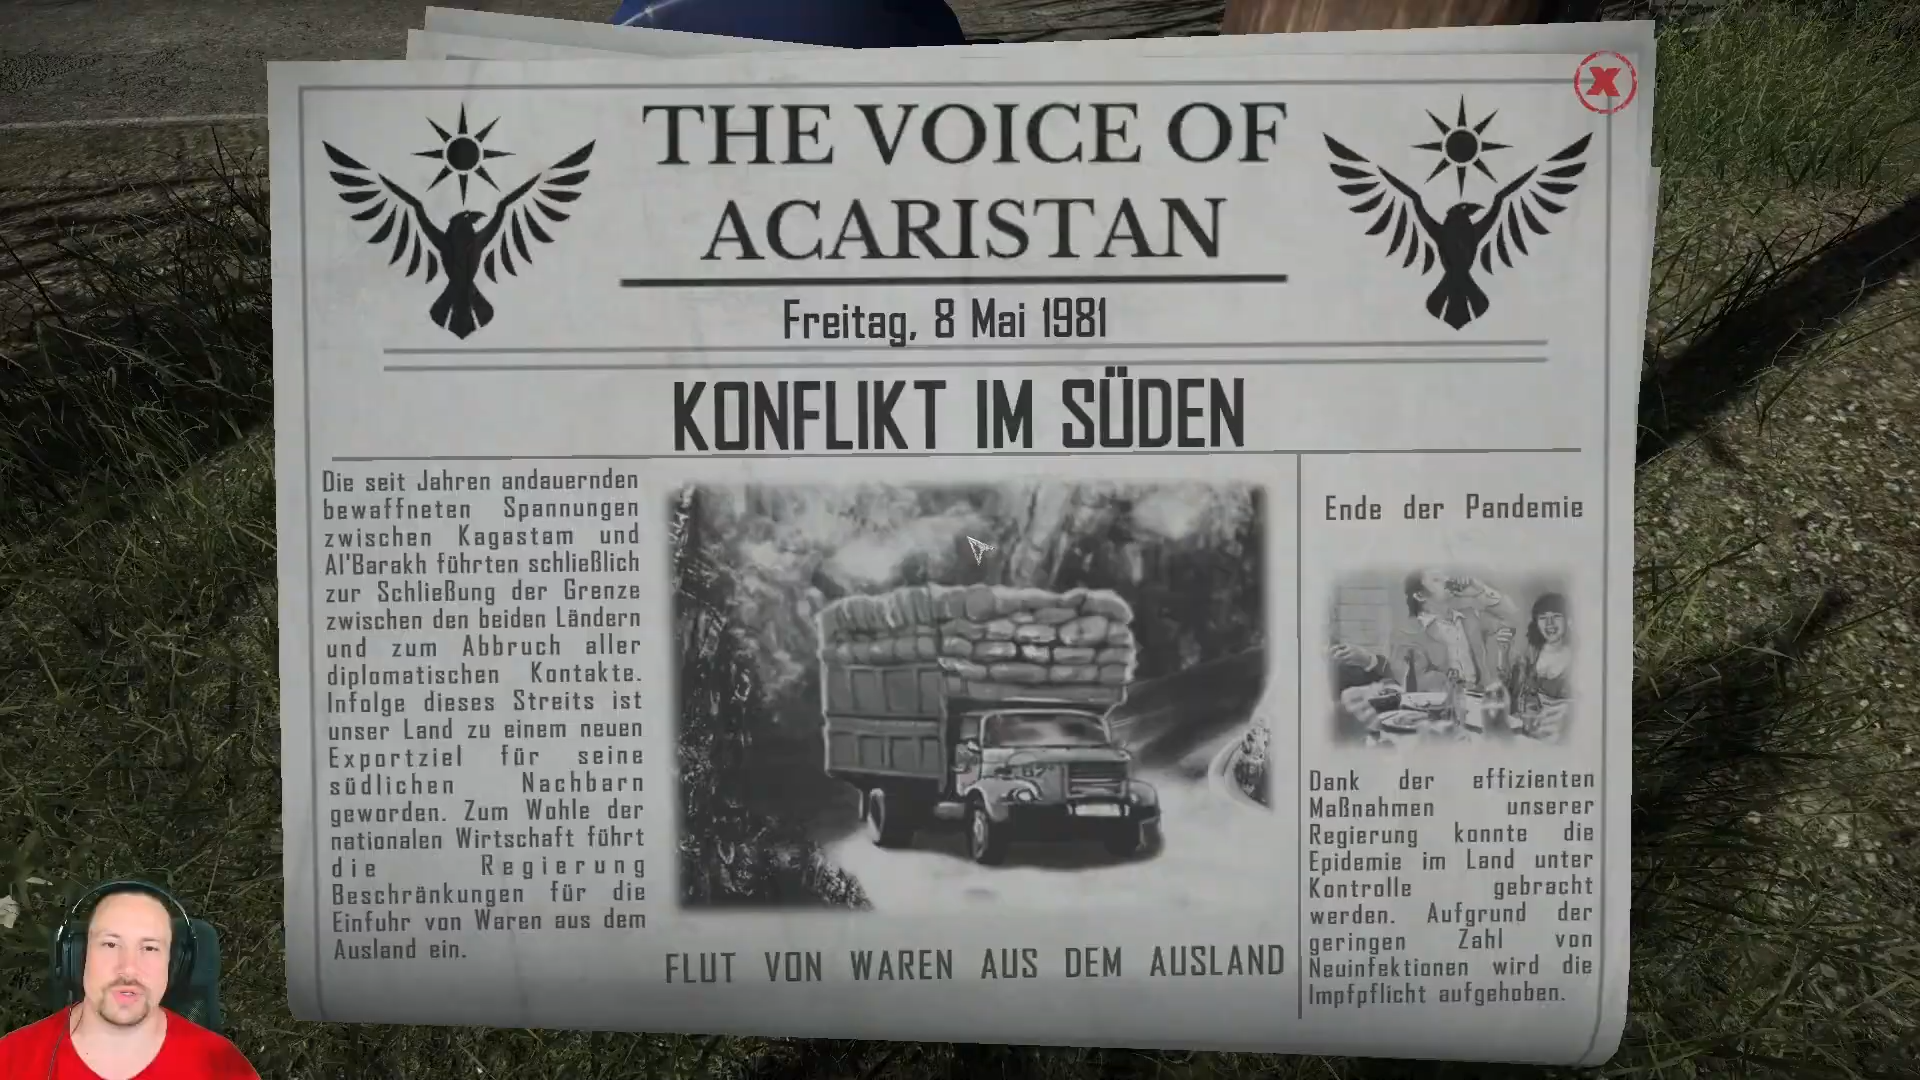 THE VOICE OF
ACARISTAN
Freitag, 8 Mai 1981
KONFLIKT IM SÜDEN
Die seit Jahren andauernden
bewaffneten Spannungen
zwischen Kagastam und
Al'Barakh führten schließlich
zur Schließung der Grenze
zwischen den beiden Ländern
und zum Abbruch aller
diplomatischen Kontakte.
Infolge dieses Streits ist
unser Land zu einem neuen
Exportziel für seine
südlichen Nachbarn
geworden. Zum Wohle der
nationalen Wirtschaft führt
die Regierung
Beschränkungen für die
Einfuhr von Waren aus dem
Ausland ein.
FLUT VON WAREN AUS DEM AUSLAND
Ende der Pandemie
Dank der effizienten
Maßnahmen unserer
Regierung konnte die
Epidemie im Land unter
Kontrolle gebracht
werden. Aufgrund der
geringen Zahl von
Neuinfektionen wird die
Impfpflicht aufgehoben.
X